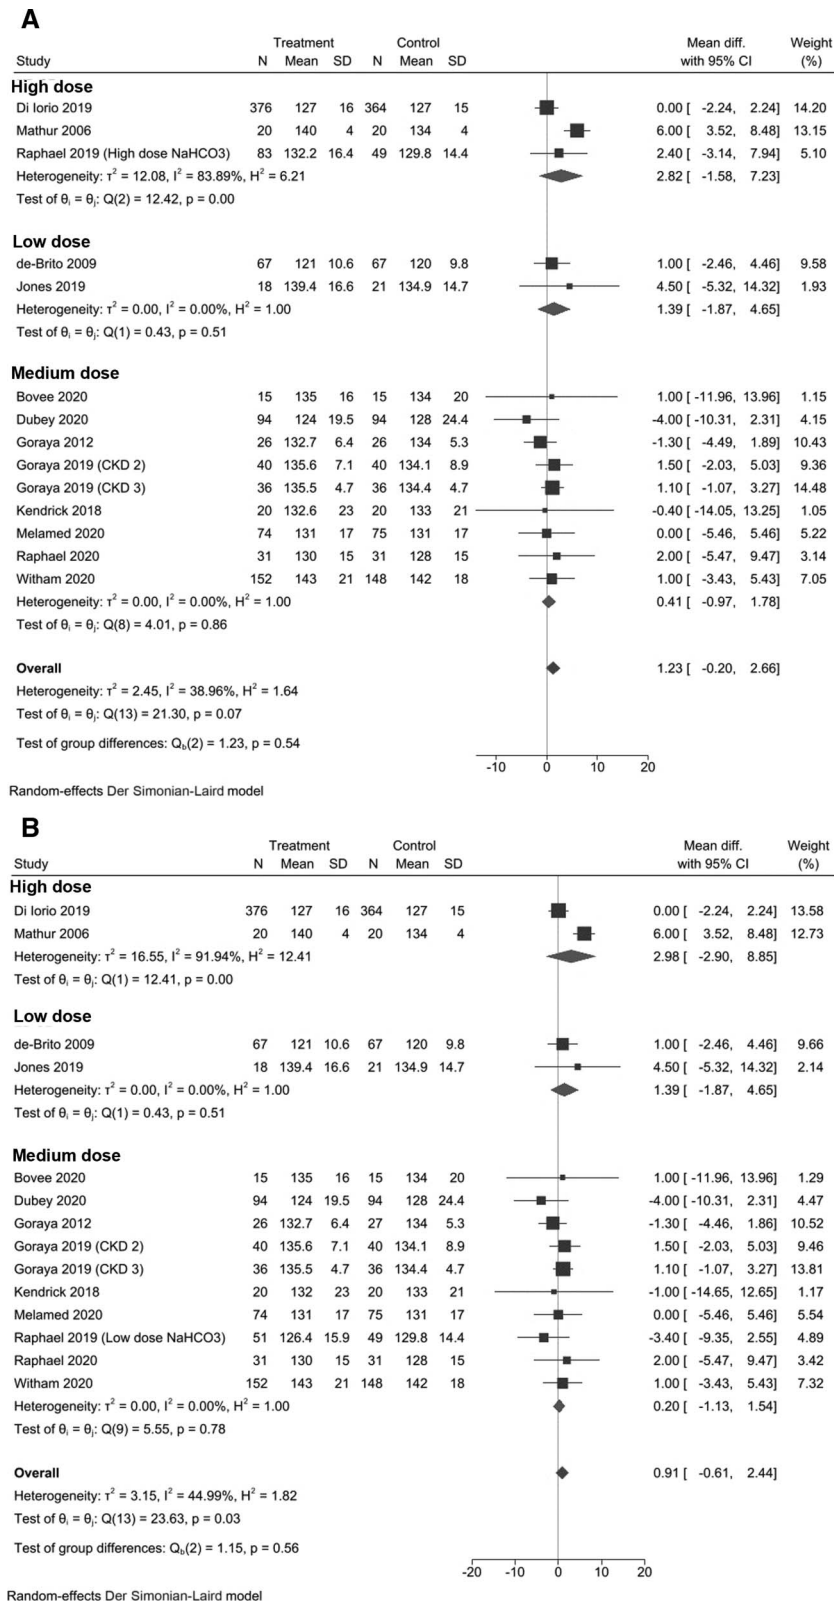 A
Treatment Control Mean diff. Weight
Study N Mean SD N Mean SD with 95% CI (%)
High dose
Di Iorio 2019 376 127 16 364 127 15 0.00 [ -2.24, 2.24] 14.20
Mathur 2006 20 140 4 20 134 4 6.00 [ 3.52, 8.48] 13.15
Raphael 2019 (High dose NaHCO3) 83 132.2 16.4 49 129.8 14.4 2.40 [ -3.14, 7.94] 5.10
Heterogeneity: τ² = 12.08, I² = 83.89%, H² = 6.21 2.82 [ -1.58, 7.23]
Test of θᵢ = θⱼ: Q(2) = 12.42, p = 0.00
Low dose
de-Brito 2009 67 121 10.6 67 120 9.8 1.00 [ -2.46, 4.46] 9.58
Jones 2019 18 139.4 16.6 21 134.9 14.7 4.50 [ -5.32, 14.32] 1.93
Heterogeneity: τ² = 0.00, I² = 0.00%, H² = 1.00 1.39 [ -1.87, 4.65]
Test of θᵢ = θⱼ: Q(1) = 0.43, p = 0.51
Medium dose
Bovee 2020 15 135 16 15 134 20 1.00 [ -11.96, 13.96] 1.15
Dubey 2020 94 124 19.5 94 128 24.4 -4.00 [ -10.31, 2.31] 4.15
Goraya 2012 26 132.7 6.4 26 134 5.3 -1.30 [ -4.49, 1.89] 10.43
Goraya 2019 (CKD 2) 40 135.6 7.1 40 134.1 8.9 1.50 [ -2.03, 5.03] 9.36
Goraya 2019 (CKD 3) 36 135.5 4.7 36 134.4 4.7 1.10 [ -1.07, 3.27] 14.48
Kendrick 2018 20 132.6 23 20 133 21 -0.40 [ -14.05, 13.25] 1.05
Melamed 2020 74 131 17 75 131 17 0.00 [ -5.46, 5.46] 5.22
Raphael 2020 31 130 15 31 128 15 2.00 [ -5.47, 9.47] 3.14
Witham 2020 152 143 21 148 142 18 1.00 [ -3.43, 5.43] 7.05
Heterogeneity: τ² = 0.00, I² = 0.00%, H² = 1.00 0.41 [ -0.97, 1.78]
Test of θᵢ = θⱼ: Q(8) = 4.01, p = 0.86
Overall 1.23 [ -0.20, 2.66]
Heterogeneity: τ² = 2.45, I² = 38.96%, H² = 1.64
Test of θᵢ = θⱼ: Q(13) = 21.30, p = 0.07
Test of group differences: Q_b(2) = 1.23, p = 0.54
-10 0 10 20
Random-effects Der Simonian-Laird model
B
Treatment Control Mean diff. Weight
Study N Mean SD N Mean SD with 95% CI (%)
High dose
Di Iorio 2019 376 127 16 364 127 15 0.00 [ -2.24, 2.24] 13.58
Mathur 2006 20 140 4 20 134 4 6.00 [ 3.52, 8.48] 12.73
Heterogeneity: τ² = 16.55, I² = 91.94%, H² = 12.41 2.98 [ -2.90, 8.85]
Test of θᵢ = θⱼ: Q(1) = 12.41, p = 0.00
Low dose
de-Brito 2009 67 121 10.6 67 120 9.8 1.00 [ -2.46, 4.46] 9.66
Jones 2019 18 139.4 16.6 21 134.9 14.7 4.50 [ -5.32, 14.32] 2.14
Heterogeneity: τ² = 0.00, I² = 0.00%, H² = 1.00 1.39 [ -1.87, 4.65]
Test of θᵢ = θⱼ: Q(1) = 0.43, p = 0.51
Medium dose
Bovee 2020 15 135 16 15 134 20 1.00 [ -11.96, 13.96] 1.29
Dubey 2020 94 124 19.5 94 128 24.4 -4.00 [ -10.31, 2.31] 4.47
Goraya 2012 26 132.7 6.4 27 134 5.3 -1.30 [ -4.46, 1.86] 10.52
Goraya 2019 (CKD 2) 40 135.6 7.1 40 134.1 8.9 1.50 [ -2.03, 5.03] 9.46
Goraya 2019 (CKD 3) 36 135.5 4.7 36 134.4 4.7 1.10 [ -1.07, 3.27] 13.81
Kendrick 2018 20 132 23 20 133 21 -1.00 [ -14.65, 12.65] 1.17
Melamed 2020 74 131 17 75 131 17 0.00 [ -5.46, 5.46] 5.54
Raphael 2019 (Low dose NaHCO3) 51 126.4 15.9 49 129.8 14.4 -3.40 [ -9.35, 2.55] 4.89
Raphael 2020 31 130 15 31 128 15 2.00 [ -5.47, 9.47] 3.42
Witham 2020 152 143 21 148 142 18 1.00 [ -3.43, 5.43] 7.32
Heterogeneity: τ² = 0.00, I² = 0.00%, H² = 1.00 0.20 [ -1.13, 1.54]
Test of θᵢ = θⱼ: Q(9) = 5.55, p = 0.78
Overall 0.91 [ -0.61, 2.44]
Heterogeneity: τ² = 3.15, I² = 44.99%, H² = 1.82
Test of θᵢ = θⱼ: Q(13) = 23.63, p = 0.03
Test of group differences: Q_b(2) = 1.15, p = 0.56
-20 -10 0 10 20
Random-effects Der Simonian-Laird model